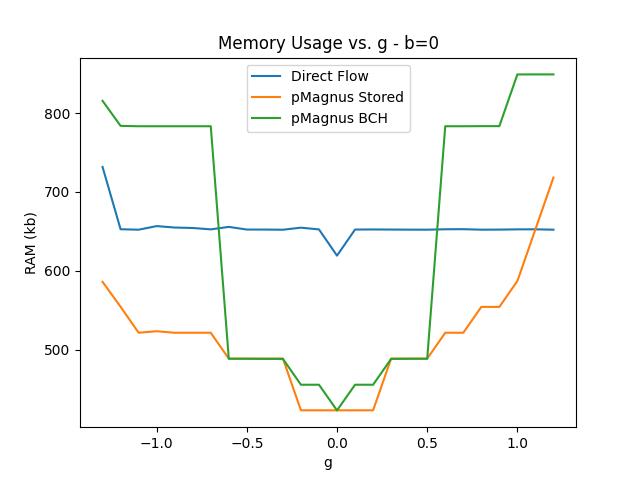 Memory Usage vs. g - b=0
Direct Flow
pMagnus Stored
pMagnus BCH
RAM (kb)
800
700
600
500
−1.0
−0.5
0.0
0.5
1.0
g